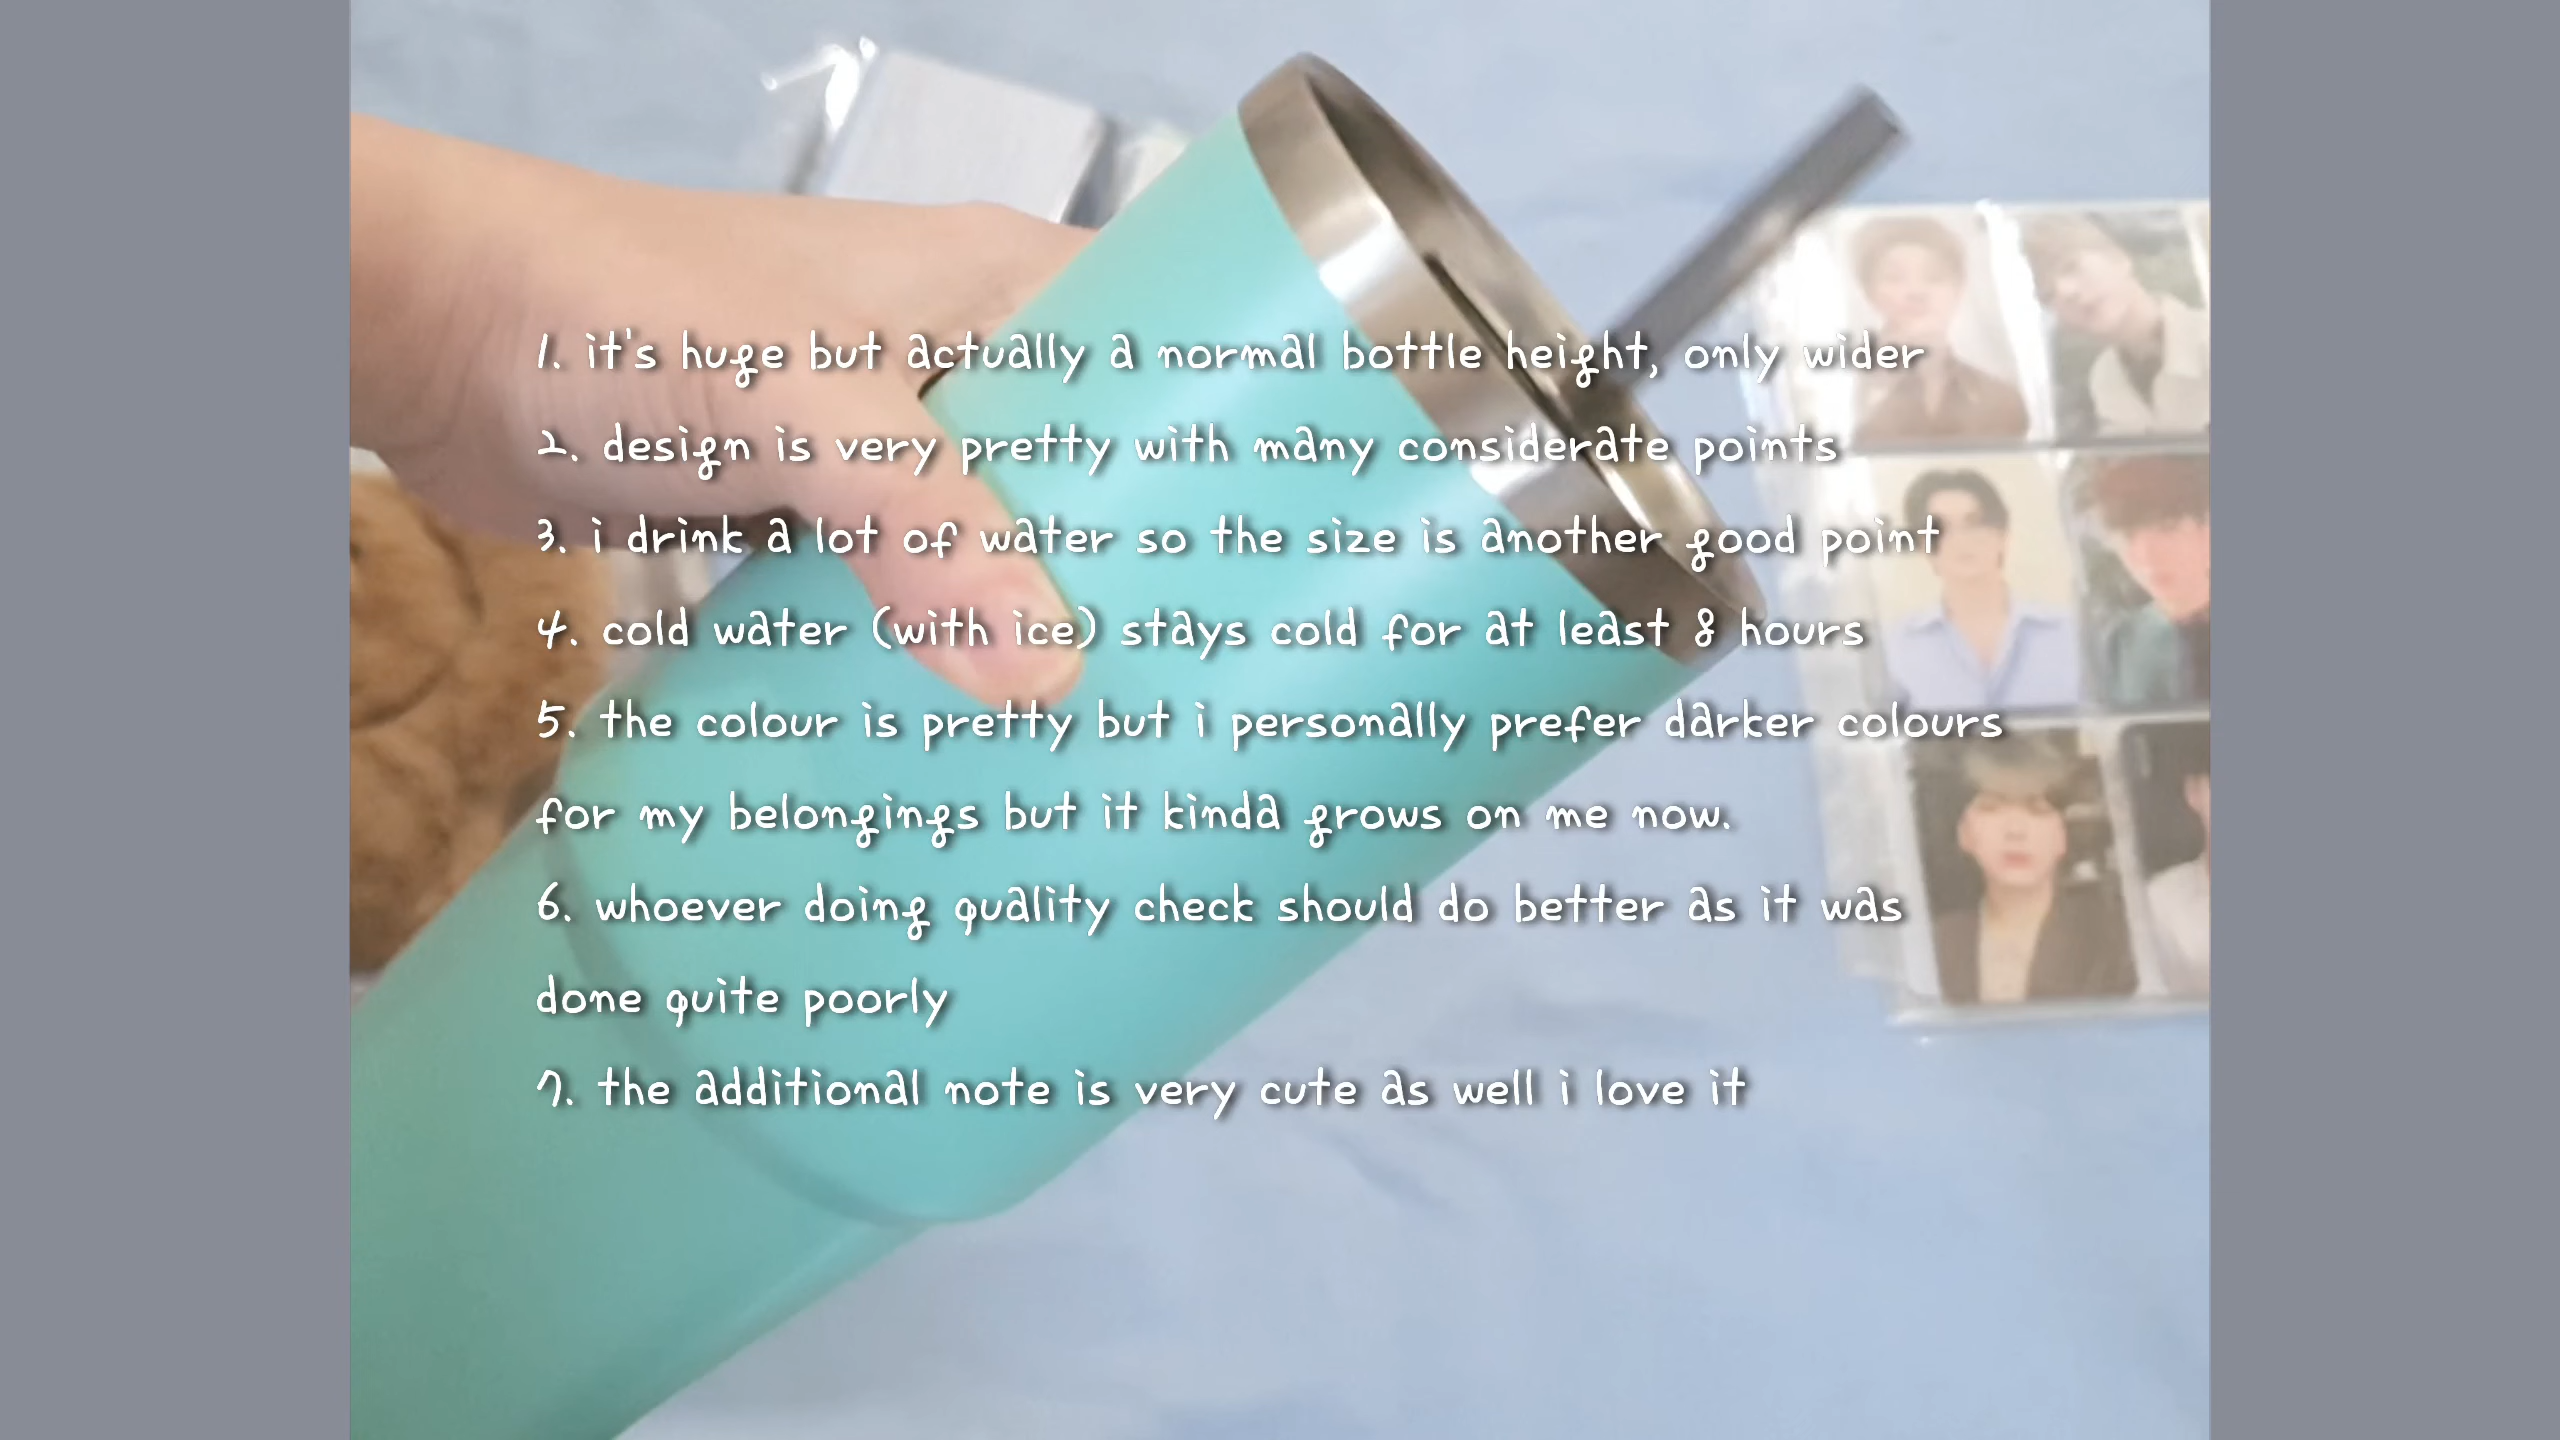 1. it's huge but actually a normal bottle height, only wider
2. design is very pretty with many considerate points
3. i drink a lot of water so the size is another good point
4. cold water (with ice) stays cold for at least 8 hours
5. the colour is pretty but i personally prefer darker colours
for my belongings but it kinda grows on me now.
6. whoever doing quality check should do better as it was
done quite poorly
7. the additional note is very cute as well i love it